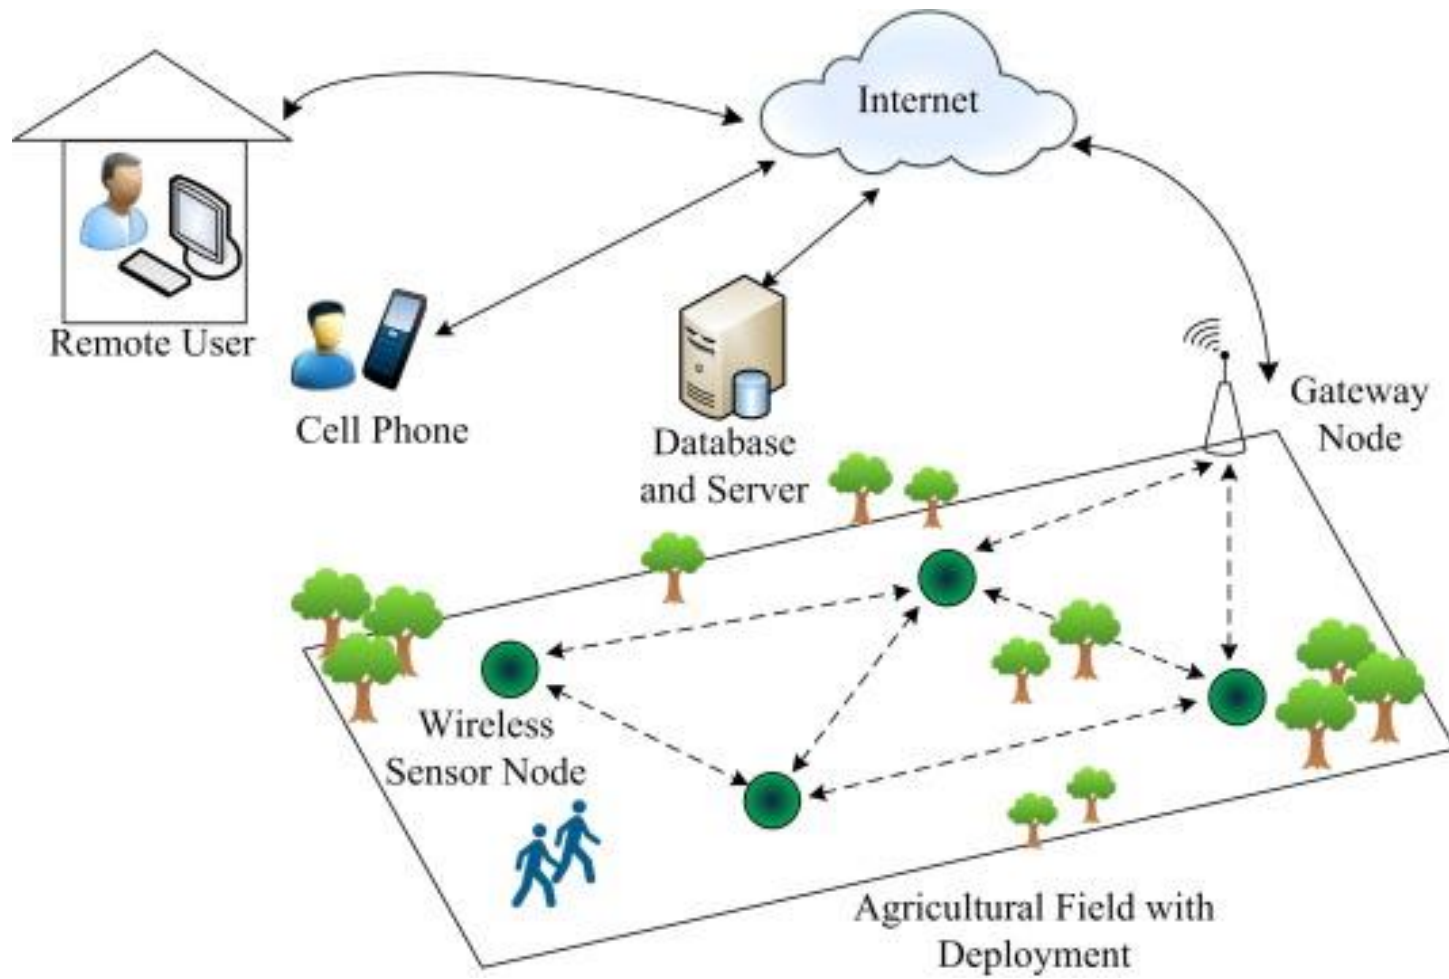 Internet
Remote User
Cell Phone
Database
and Server
Gateway
Node
Wireless
Sensor Node
Agricultural Field with
Deployment